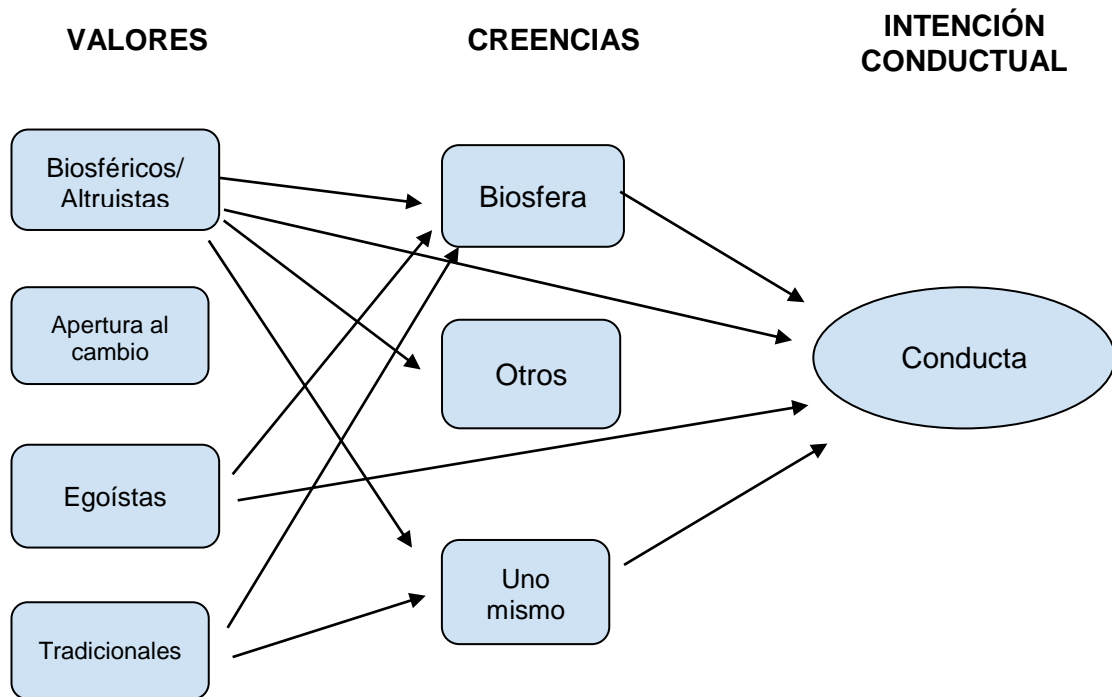 VALORES
CREENCIAS
INTENCIÓN
CONDUCTUAL
Biosféricos/
Altruistas
Biosfera
Apertura al
cambio
Otros
Conducta
Egoístas
Uno
mismo
Tradicionales